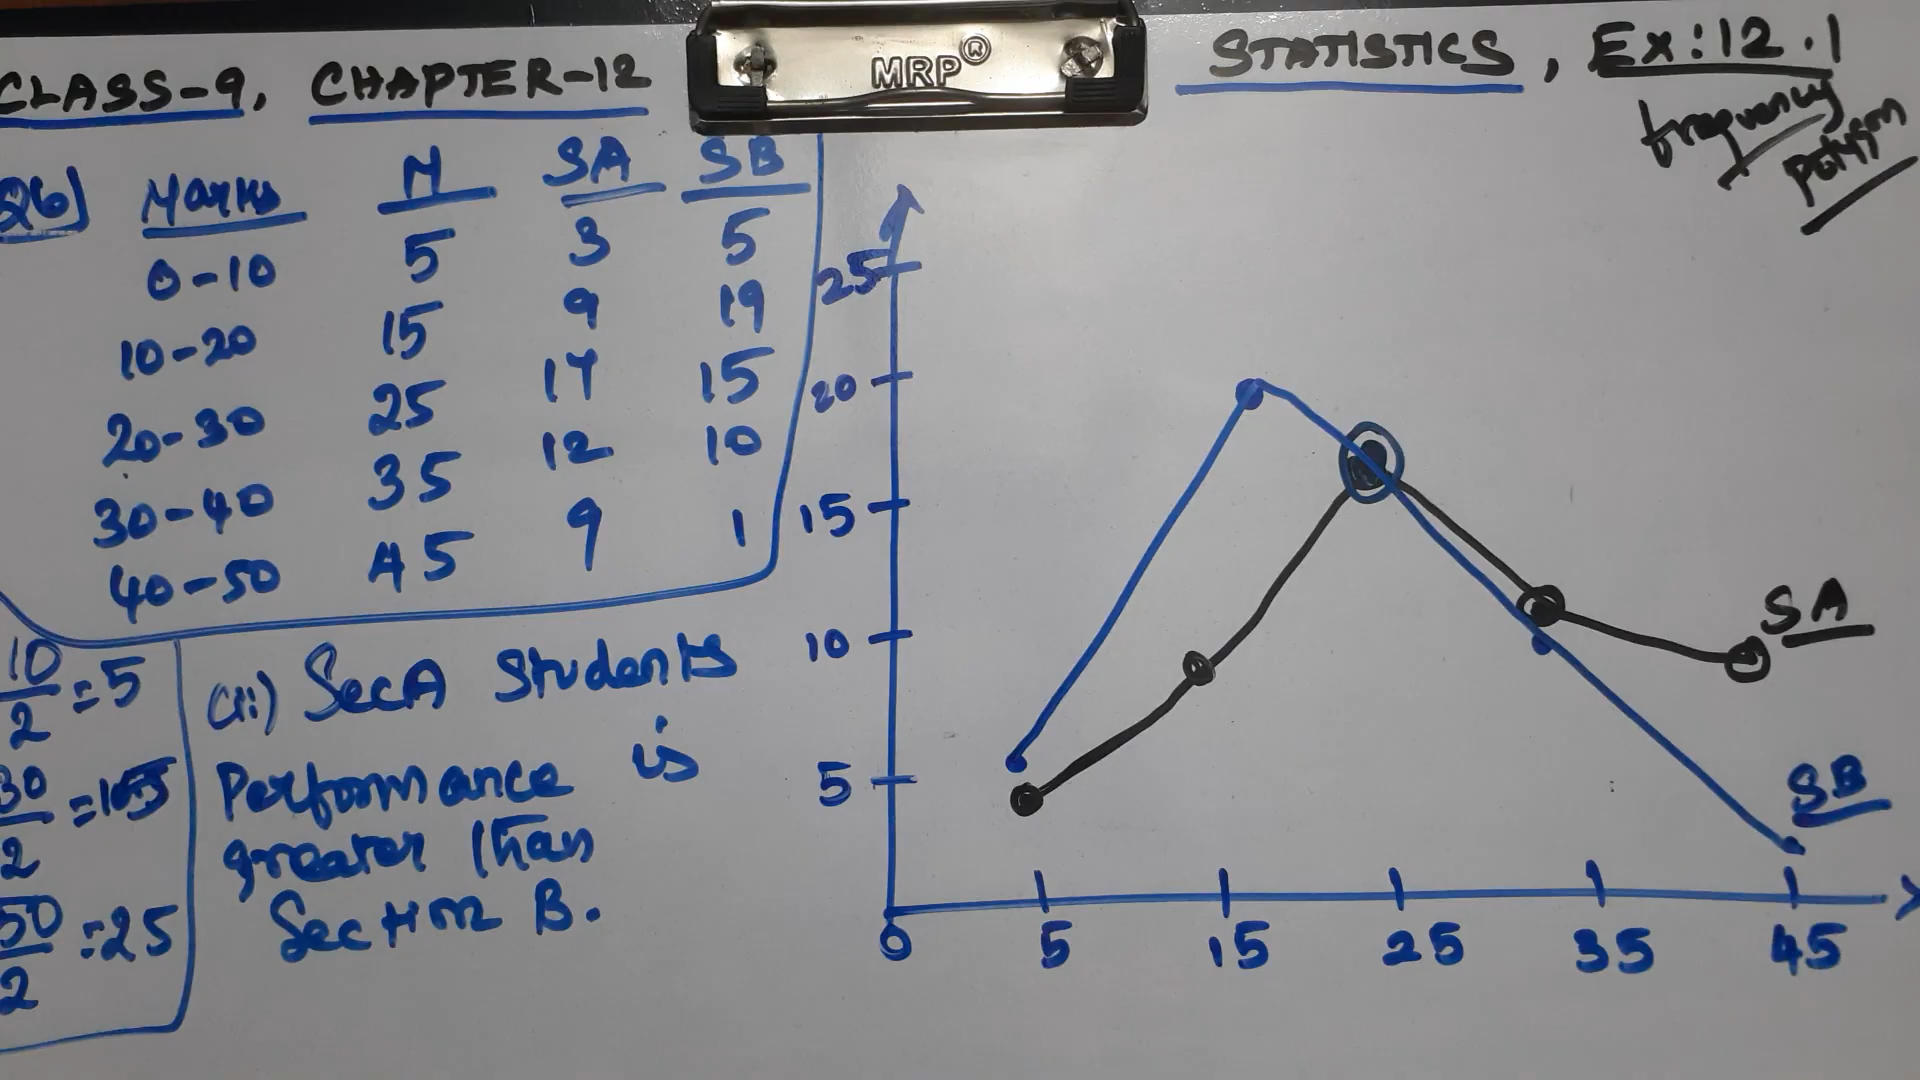 CLASS-9, CHAPTER-12
MRP®
STATISTICS, Ex:12.1
frequency
Polygon
Q6] Marks M SA SB
0-10 5 3 5
10-20 15 9 19
20-30 25 17 15
30-40 35 12 10
40-50 45 9 1
10/2 = 5
30/2 = 15
50/2 = 25
(ii) Sec A Students
Performance is
greater than
Section B.
25
20
15
10
5
0 5 15 25 35 45
SA
SB